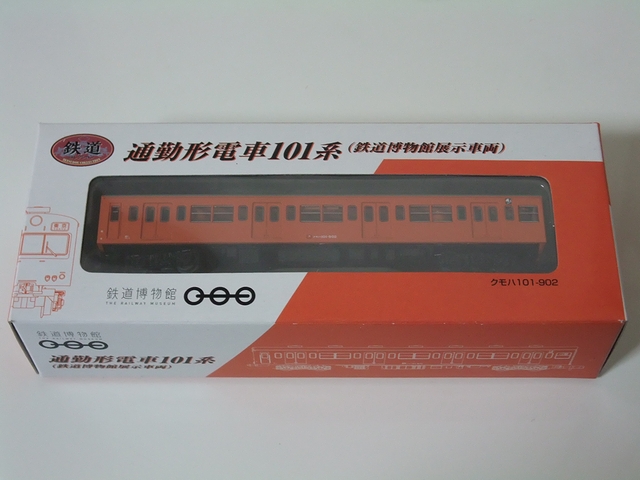 鉄道
通勤形電車101系(鉄道博物館展示車両)
鉄道博物館
THE RAILWAY MUSEUM
クモハ101-902
鉄道博物館
通勤形電車101系
(鉄道博物館展示車両)